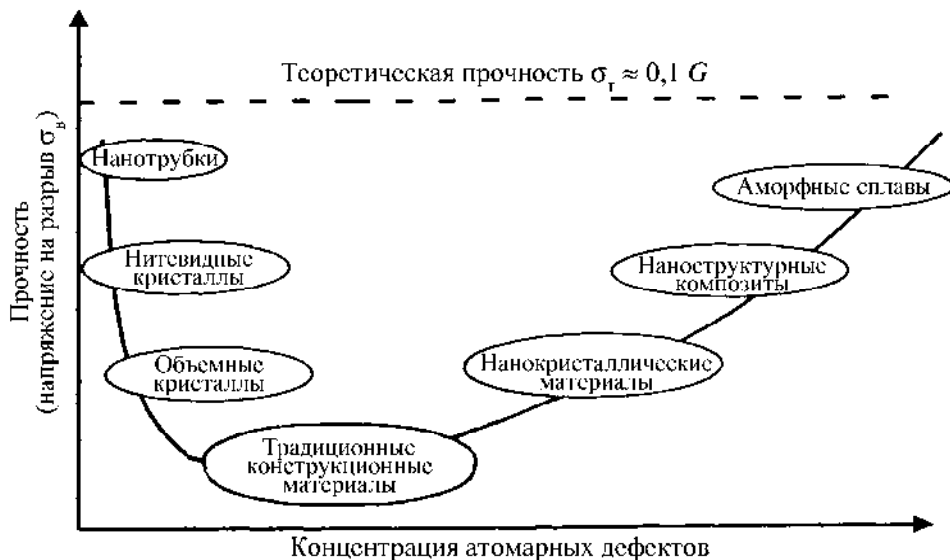 Теоретическая прочность σт ≈ 0,1 G
Прочность
(напряжение на разрыв σв)
Нанотрубки
Аморфные сплавы
Нитевидные
кристаллы
Наноструктурные
композиты
Объемные
кристаллы
Нанокристаллические
материалы
Традиционные
конструкционные
материалы
Концентрация атомарных дефектов